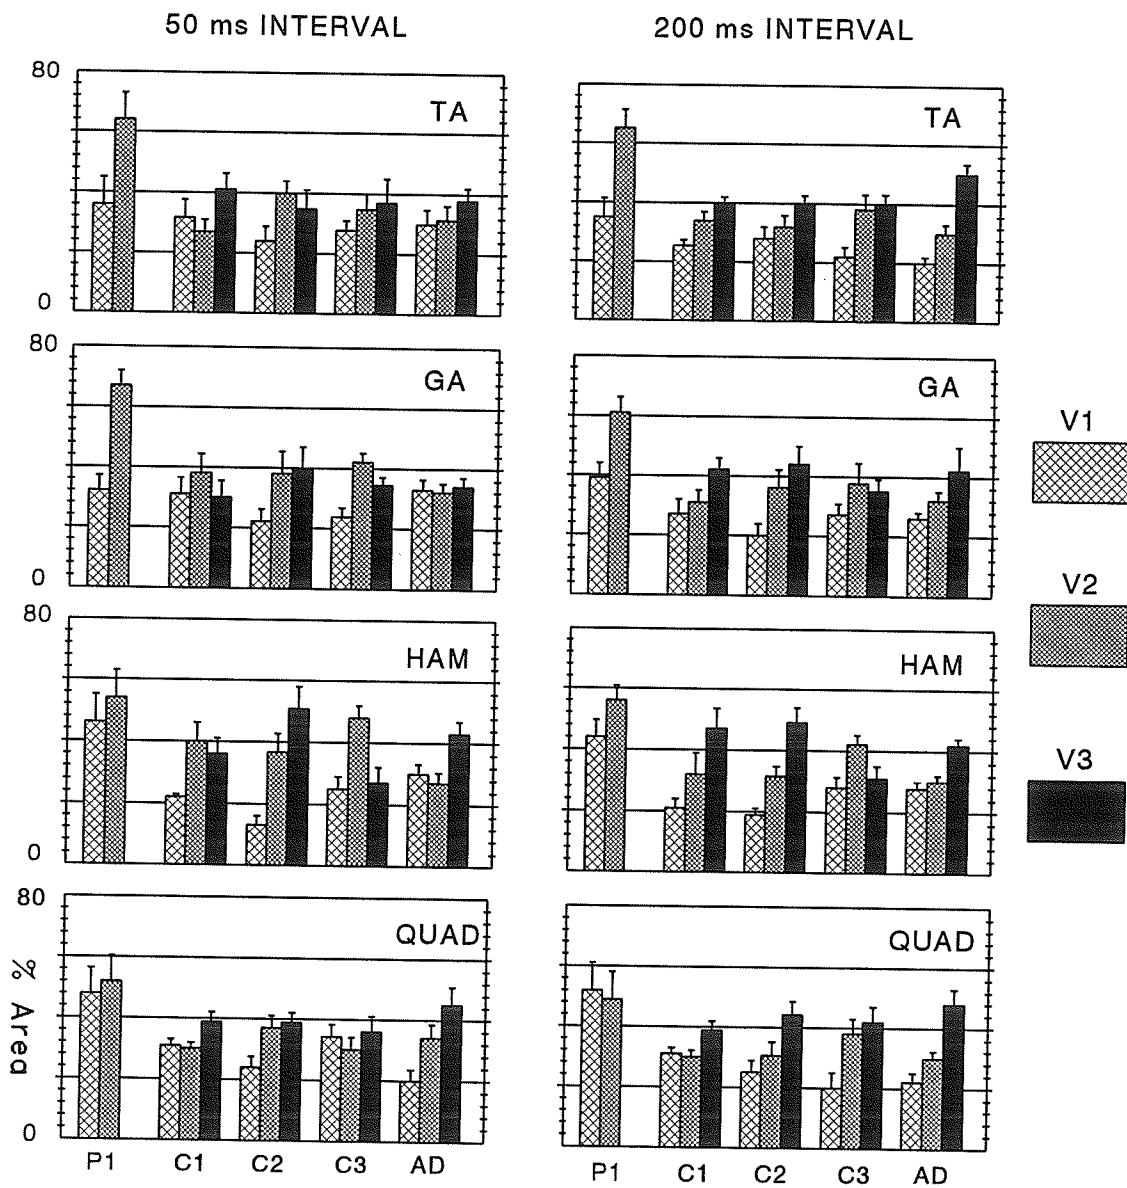 50 ms INTERVAL
200 ms INTERVAL
80
TA
0
TA
80
GA
0
GA
80
HAM
0
HAM
80
QUAD
% Area
0
QUAD
P1 C1 C2 C3 AD
P1 C1 C2 C3 AD
V1
V2
V3